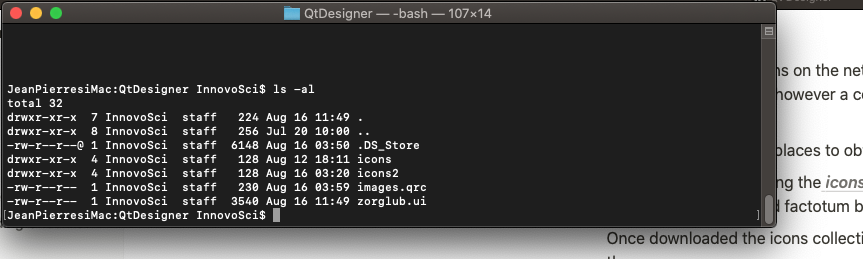 QtDesigner — -bash — 107×14
JeanPierresiMac:QtDesigner InnovoSci$ ls -al
total 32
drwxr-xr-x  7 InnovoSci  staff   224 Aug 16 11:49 .
drwxr-xr-x  8 InnovoSci  staff   256 Jul 20 10:00 ..
-rw-r--r--@ 1 InnovoSci  staff  6148 Aug 16 03:50 .DS_Store
drwxr-xr-x  4 InnovoSci  staff   128 Aug 12 18:11 icons
drwxr-xr-x  4 InnovoSci  staff   128 Aug 16 03:20 icons2
-rw-r--r--  1 InnovoSci  staff   230 Aug 16 03:59 images.qrc
-rw-r--r--  1 InnovoSci  staff  3540 Aug 16 11:49 zorglub.ui
[JeanPierresiMac:QtDesigner InnovoSci$ ]
on the net
however a
places to
the icons
factotum
Once downloaded the icons